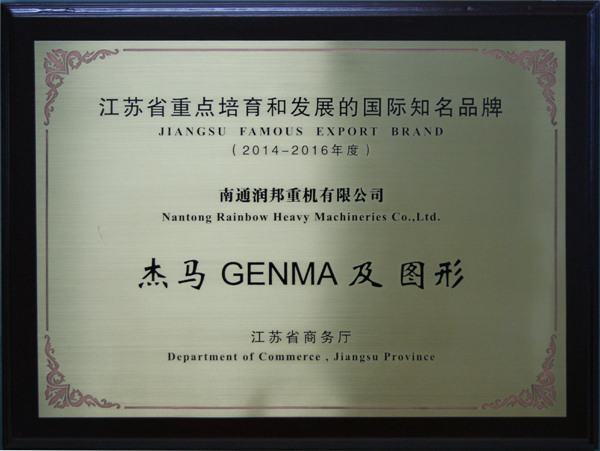 江苏省重点培育和发展的国际知名品牌
JIANGSU FAMOUS EXPORT BRAND
（2014-2016年度）
南通润邦重机有限公司
Nantong Rainbow Heavy Machineries Co.,Ltd.
杰马 GENMA 及 图形
江苏省商务厅
Department of Commerce , Jiangsu Province